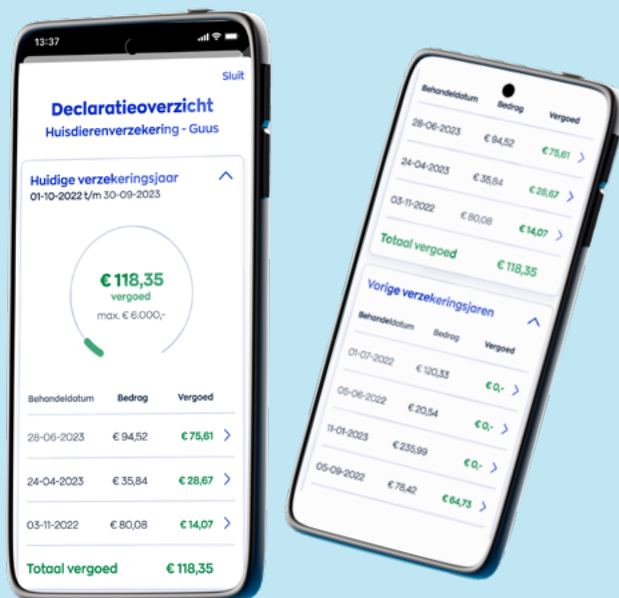 13:37
Sluit
Declaratieoverzicht
Huisdierenverzekering - Guus
Huidige verzekeringsjaar
01-10-2022 t/m 30-09-2023
€ 118,35
vergoed
max. € 6.000,-
Behandeldatum Bedrag Vergoed
28-06-2023 € 94,52 € 75,61
24-04-2023 € 35,84 € 28,67
03-11-2022 € 80,08 € 14,07
Totaal vergoed € 118,35
Behandeldatum Bedrag Vergoed
28-06-2023 € 94,52 € 75,61
24-04-2023 € 35,84 € 28,67
03-11-2022 € 80,08 € 14,07
Totaal vergoed € 118,35
Vorige verzekeringsjaren
Behandeldatum Bedrag Vergoed
01-07-2022 € 120,33 € 0,-
05-06-2022 € 20,54 € 0,-
11-01-2023 € 235,99 € 0,-
05-09-2022 € 78,42 € 64,73